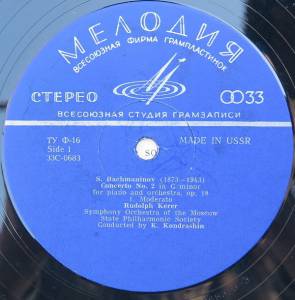 МЕЛОДИЯ
ВСЕСОЮЗНАЯ ФИРМА ГРАМПЛАСТИНОК
СТЕРЕО
33
ВСЕСОЮЗНАЯ СТУДИЯ ГРАМЗАПИСИ
ТУ Ф-16
MADE IN USSR
Side 1
33С-0683
S. Rachmaninov (1873—1943)
Concerto No. 2 in C minor
for piano and orchestra, op. 18
1. Moderato
Rudolph Kerer
Symphony Orchestra of the Moscow
State Philharmonic Society
Conducted by K. Kondrashin